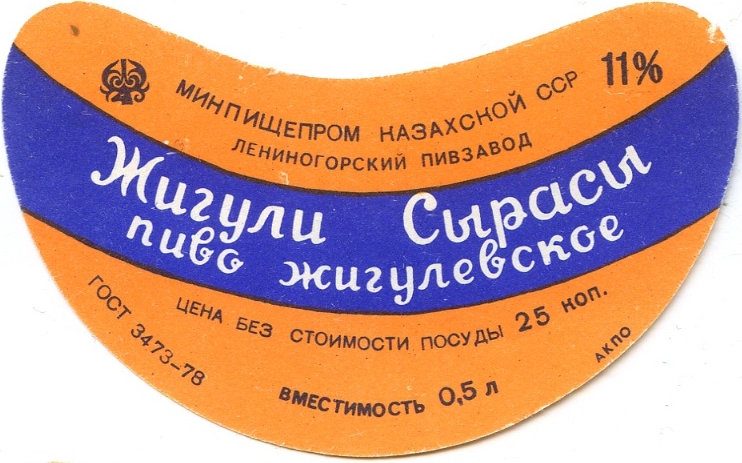 МИНПИЩЕПРОМ КАЗАХСКОЙ ССР 11%
ЛЕНИНОГОРСКИЙ ПИВЗАВОД
Жигули Сырасы
пиво жигулевское
ЦЕНА БЕЗ СТОИМОСТИ ПОСУДЫ 25 коп.
ГОСТ 3473-78
ВМЕСТИМОСТЬ 0,5 л
АКПО